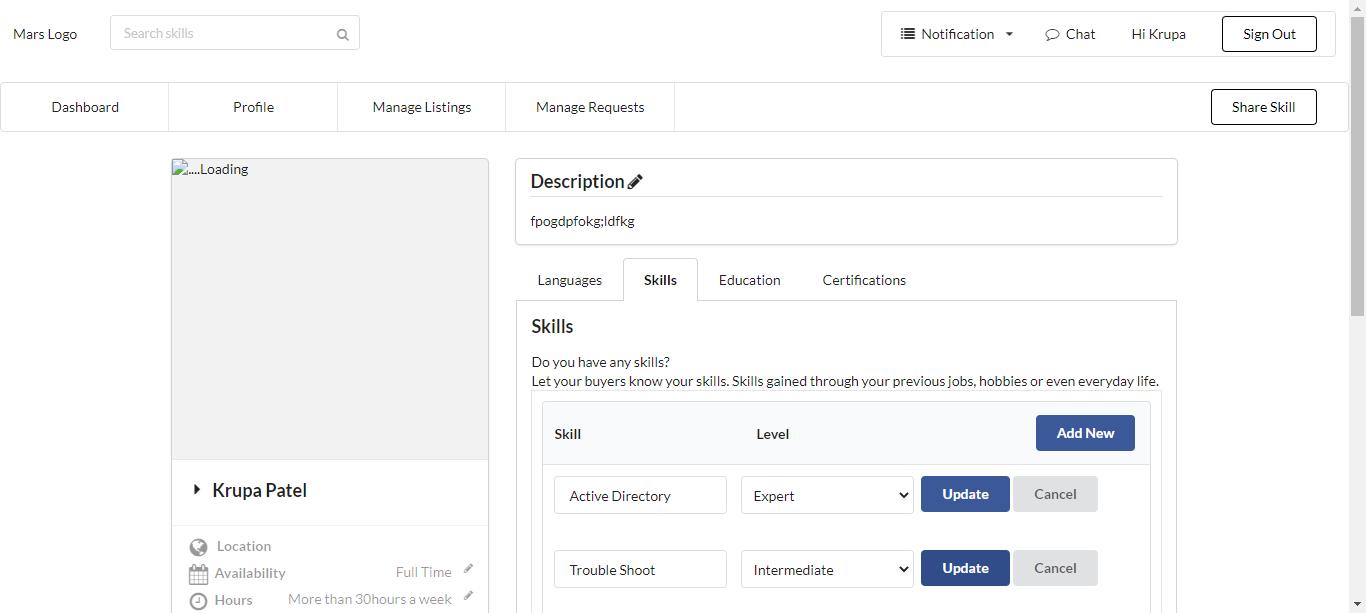 Mars Logo
Search skills
Notification
Chat
Hi Krupa
Sign Out
Dashboard
Profile
Manage Listings
Manage Requests
Share Skill
....Loading
Krupa Patel
Location
Availability
Full Time
Hours
More than 30hours a week
Description
fpogdpfokg;ldfkg
Languages
Skills
Education
Certifications
Skills
Do you have any skills?
Let your buyers know your skills. Skills gained through your previous jobs, hobbies or even everyday life.
Skill
Level
Add New
Active Directory
Expert
Update
Cancel
Trouble Shoot
Intermediate
Update
Cancel